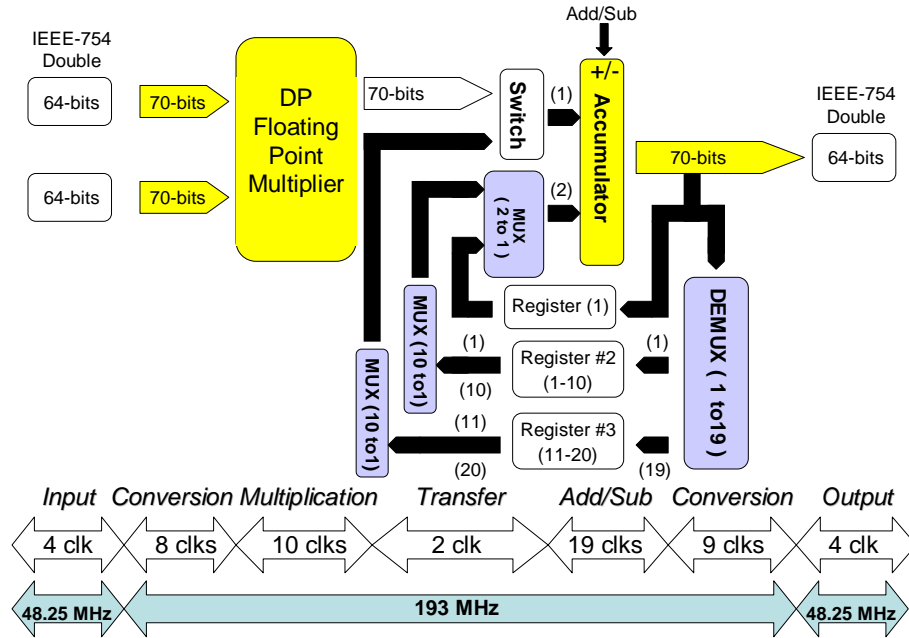 Add/Sub
IEEE-754
Double
64-bits
70-bits
64-bits
70-bits
DP
Floating
Point
Multiplier
70-bits
Switch
(1)
+/- Accumulator
MUX
( 2 to 1 )
(2)
70-bits
IEEE-754
Double
64-bits
Register (1)
MUX (10 to1)
(1)
(10)
Register #2
(1-10)
(1)
DEMUX ( 1 to19 )
MUX (10 to1)
(11)
(20)
Register #3
(11-20)
(19)
Input Conversion Multiplication Transfer Add/Sub Conversion Output
4 clk 8 clks 10 clks 2 clk 19 clks 9 clks 4 clk
48.25 MHz 193 MHz 48.25 MHz